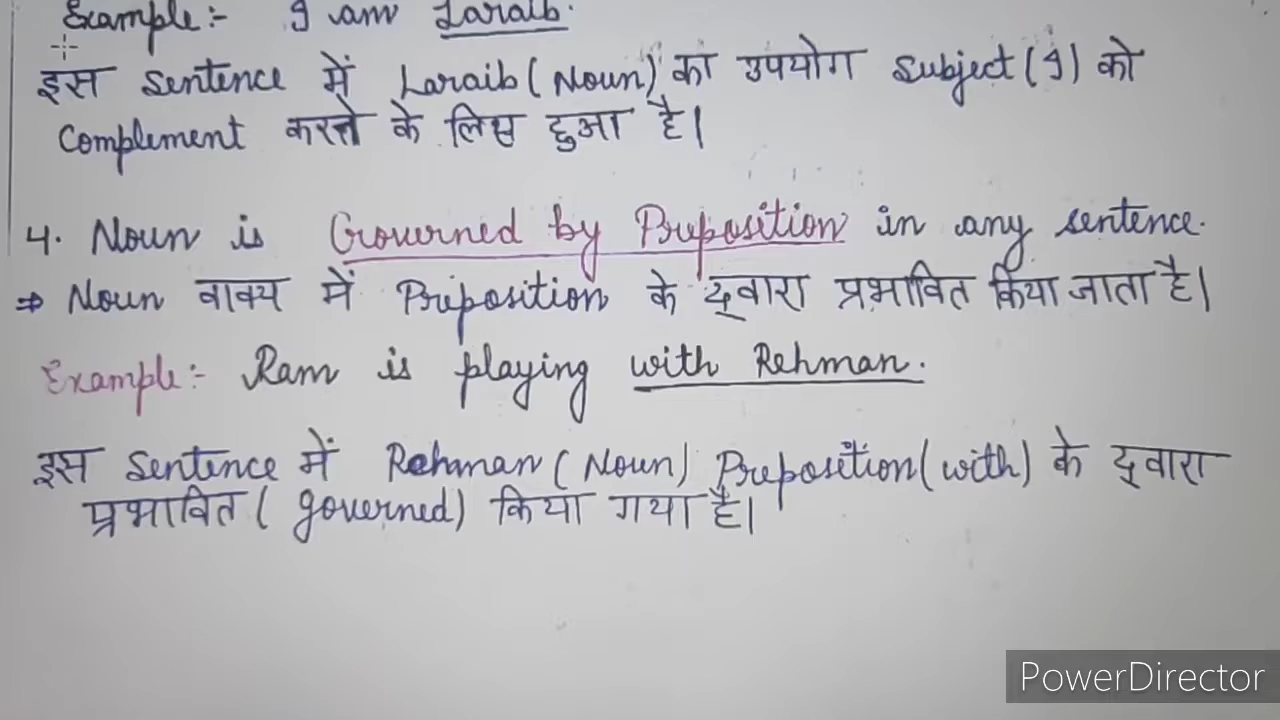 Example:- I am Laraib.
इस sentence में Laraib (Noun) का उपयोग subject (I) को
Complement करने के लिए हुआ है।
4. Noun is Governed by Preposition in any sentence.
⇒ Noun वाक्य में Preposition के द्वारा प्रभावित किया जाता है।
Example:- Ram is playing with Rehman.
इस sentence में Rehman (Noun) Preposition (with) के द्वारा
प्रभावित ( governed) किया गया है।
PowerDirector